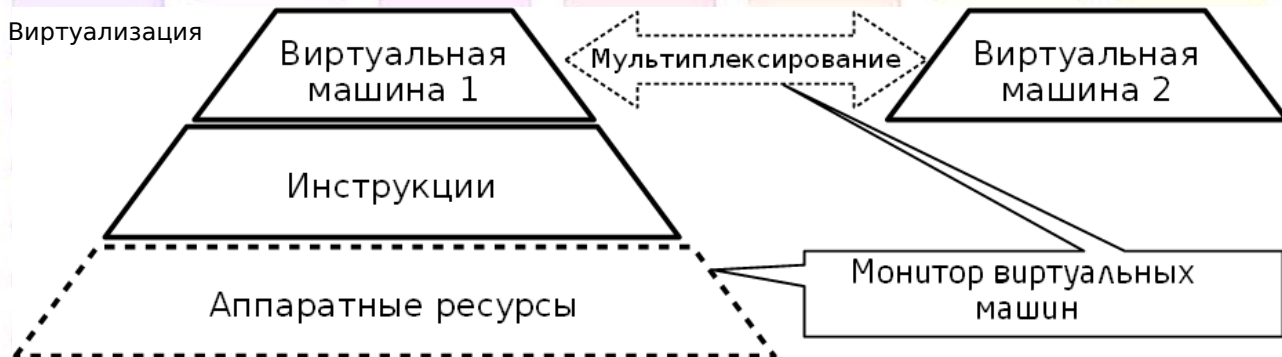 Виртуализация
Виртуальная
машина 1
Мультиплексирование
Виртуальная
машина 2
Инструкции
Аппаратные ресурсы
Монитор виртуальных
машин